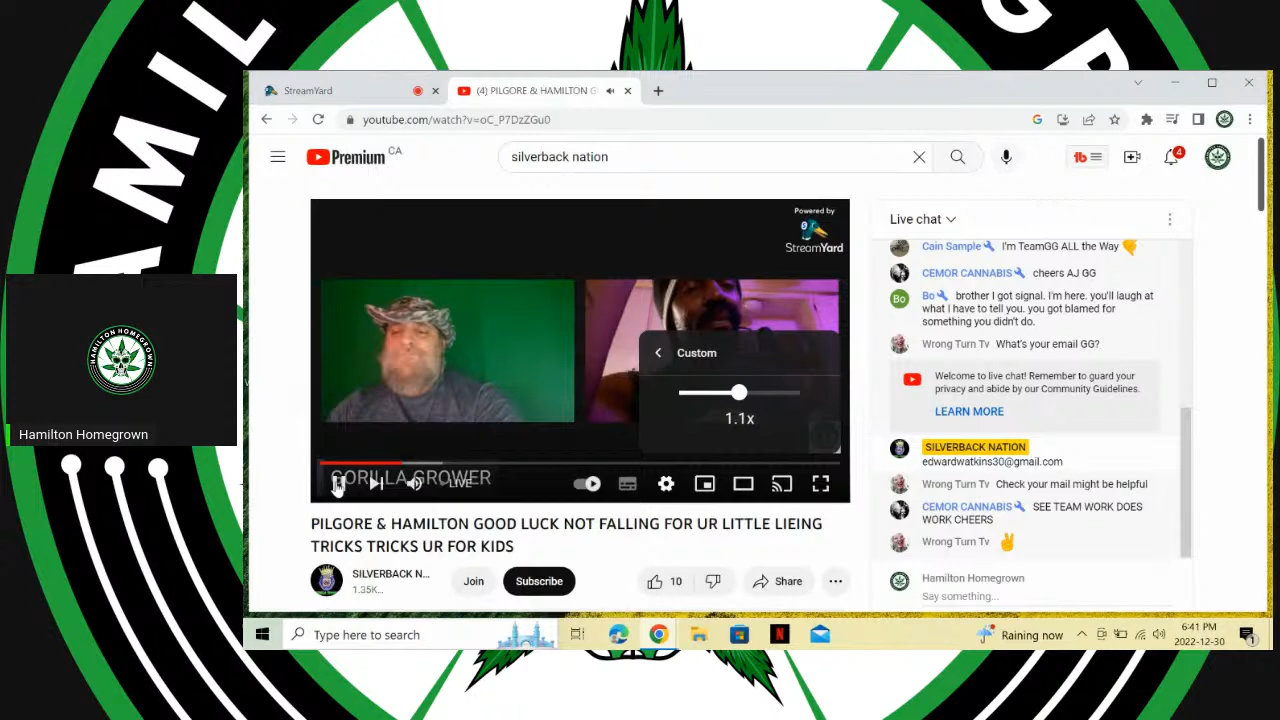 HAMIL
GR
StreamYard
(4) PILGORE & HAMILTON G
youtube.com/watch?v=oC_P7DzZGu0
Premium CA
silverback nation
4
Powered by
StreamYard
Custom
1.1x
GORILLA GROWER
LIVE
Live chat
Cain Sample I'm TeamGG ALL the Way
CEMOR CANNABIS cheers AJ GG
Bo
Bo brother I got signal. I'm here. you'll laugh at
what I have to tell you. you got blamed for
something you didn't do.
Wrong Turn Tv What's your email GG?
Welcome to live chat! Remember to guard your
privacy and abide by our Community Guidelines.
LEARN MORE
SILVERBACK NATION
edwardwatkins30@gmail.com
Wrong Turn Tv Check your mail might be helpful
CEMOR CANNABIS SEE TEAM WORK DOES
WORK CHEERS
Wrong Turn Tv
Hamilton Homegrown
Say something...
PILGORE & HAMILTON GOOD LUCK NOT FALLING FOR UR LITTLE LIEING
TRICKS TRICKS UR FOR KIDS
SILVERBACK N...
1.35K...
Join
Subscribe
10
Share
HAMILTON HOMEGROWN
Hamilton Homegrown
Type here to search
Raining now
6:41 PM
2022-12-30
1